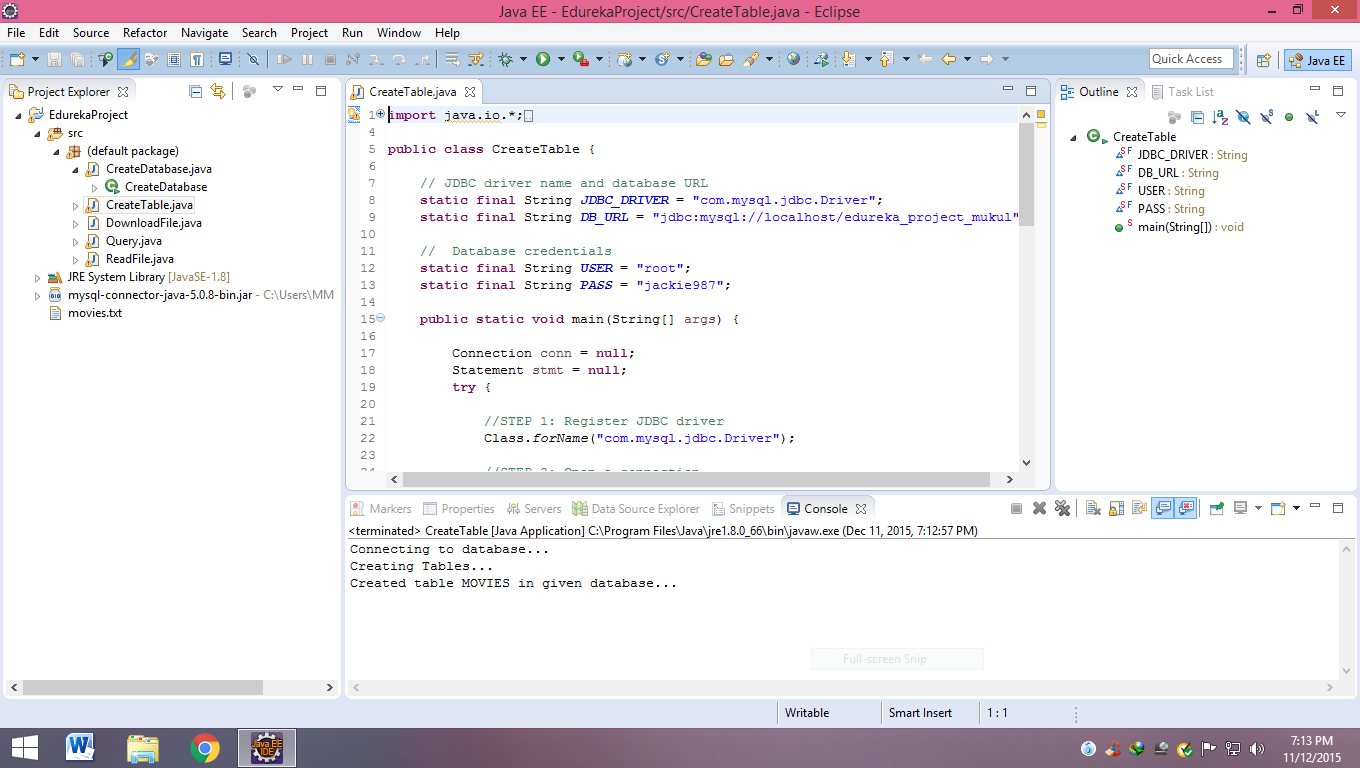 Java EE - EdurekaProject/src/CreateTable.java - Eclipse
File Edit Source Refactor Navigate Search Project Run Window Help
Quick Access
Java EE
Project Explorer
EdurekaProject
src
(default package)
CreateDatabase.java
CreateDatabase
CreateTable.java
DownloadFile.java
Query.java
ReadFile.java
JRE System Library [JavaSE-1.8]
mysql-connector-java-5.0.8-bin.jar - C:\Users\MM
movies.txt
CreateTable.java
1 import java.io.*;
4
5 public class CreateTable {
6
7 // JDBC driver name and database URL
8 static final String JDBC_DRIVER = "com.mysql.jdbc.Driver";
9 static final String DB_URL = "jdbc:mysql://localhost/edureka_project_mukul"
10
11 // Database credentials
12 static final String USER = "root";
13 static final String PASS = "jackie987";
14
15 public static void main(String[] args) {
16
17 Connection conn = null;
18 Statement stmt = null;
19 try {
20
21 //STEP 1: Register JDBC driver
22 Class.forName("com.mysql.jdbc.Driver");
23
Outline Task List
CreateTable
JDBC_DRIVER : String
DB_URL : String
USER : String
PASS : String
main(String[]) : void
Markers Properties Servers Data Source Explorer Snippets Console
<terminated> CreateTable [Java Application] C:\Program Files\Java\jre1.8.0_66\bin\javaw.exe (Dec 11, 2015, 7:12:57 PM)
Connecting to database...
Creating Tables...
Created table MOVIES in given database...
Full-screen Snip
Writable Smart Insert 1 : 1
Java EE
IDE
7:13 PM
11/12/2015